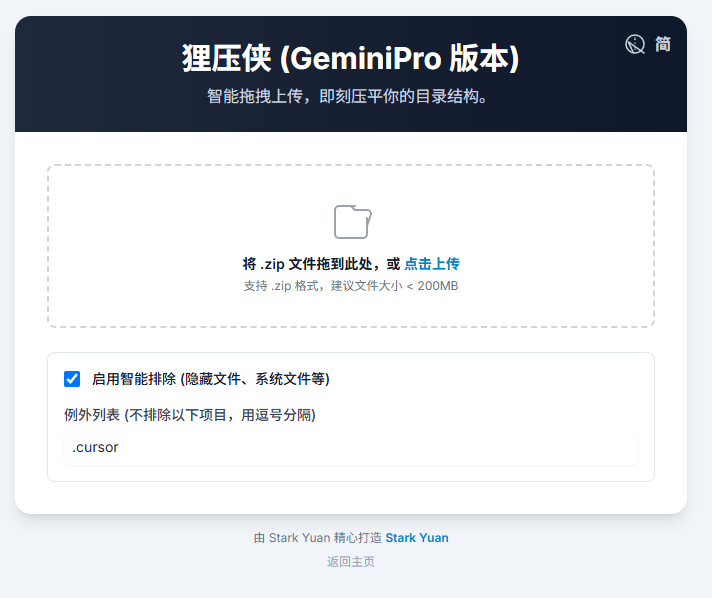 狸压侠 (GeminiPro 版本)
简
智能拖拽上传，即刻压平你的目录结构。
将 .zip 文件拖到此处，或 点击上传
支持 .zip 格式，建议文件大小 < 200MB
启用智能排除 (隐藏文件、系统文件等)
例外列表 (不排除以下项目，用逗号分隔)
.cursor
由 Stark Yuan 精心打造 Stark Yuan
返回主页